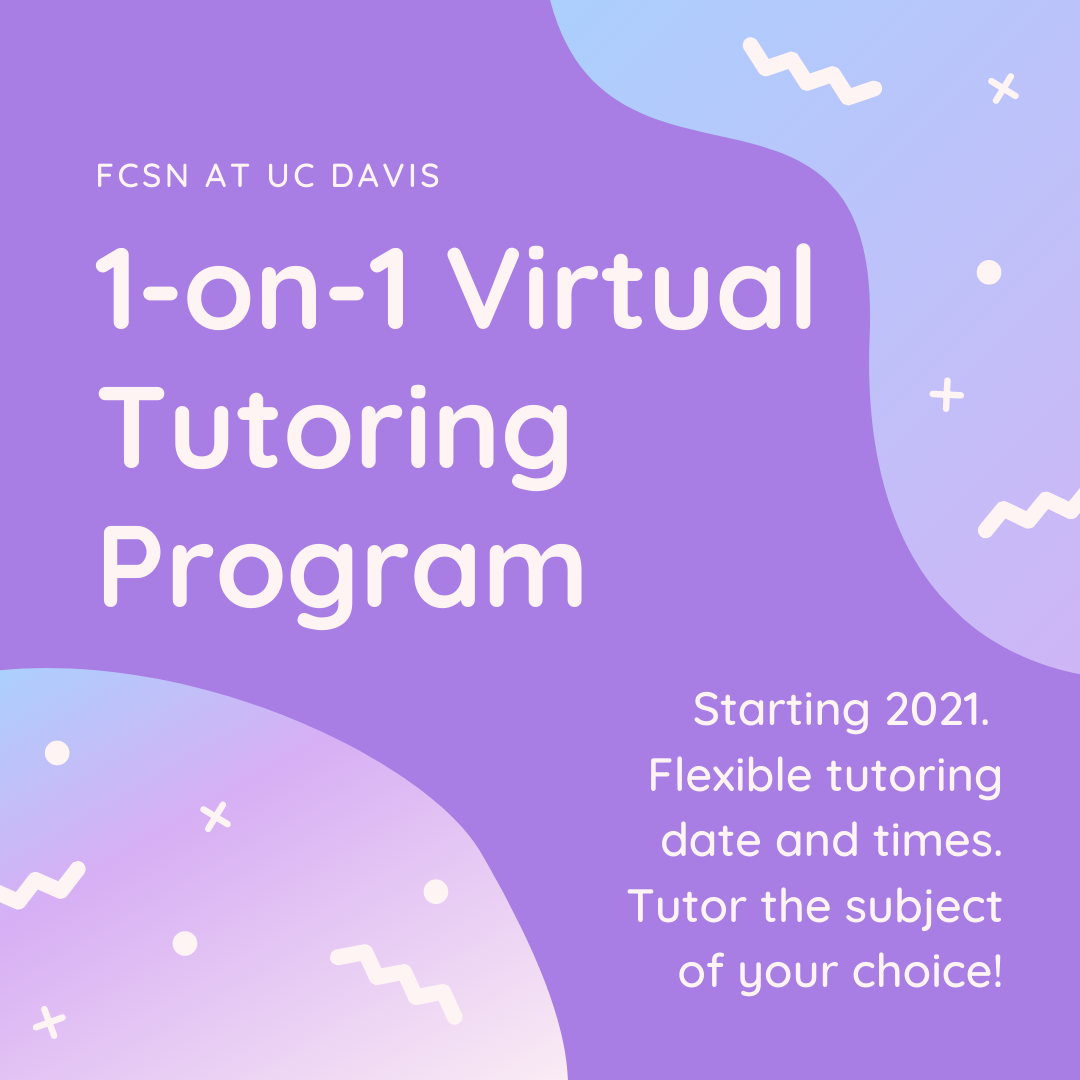 FCSN AT UC DAVIS
1-on-1 Virtual
Tutoring
Program
Starting 2021.
Flexible tutoring
date and times.
Tutor the subject
of your choice!